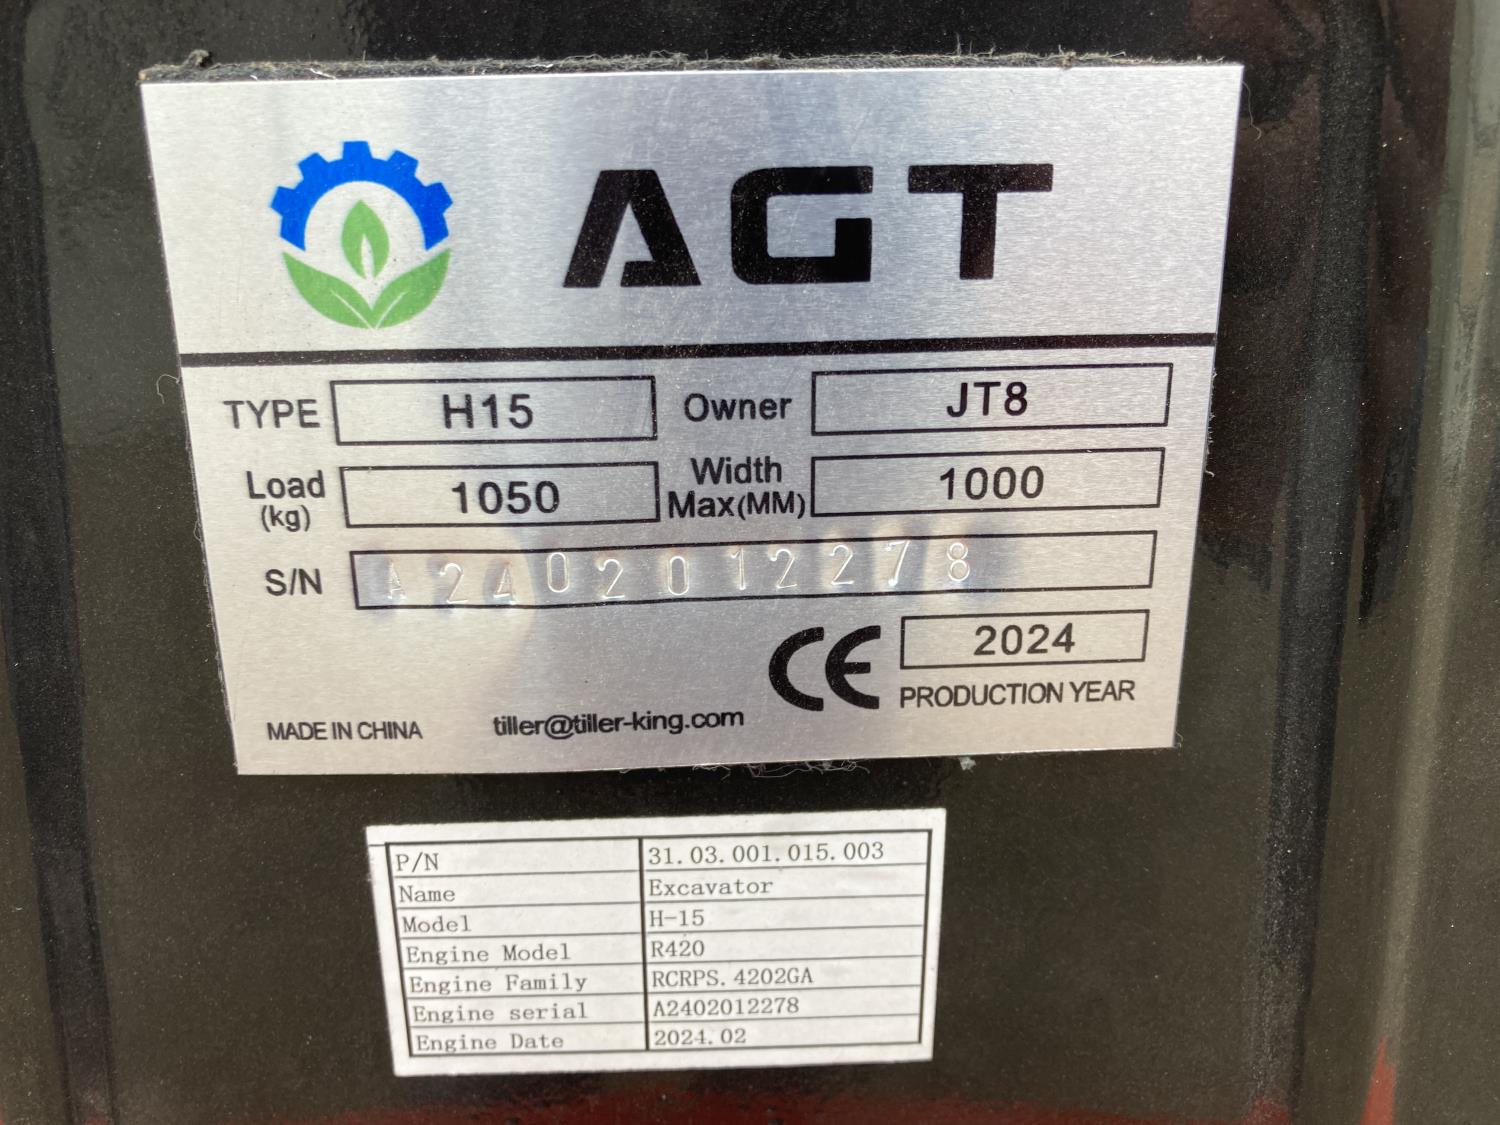 AGT
TYPE H15 Owner JT8
Load (kg) 1050 Width Max(MM) 1000
S/N A2402012278
CE 2024
PRODUCTION YEAR
MADE IN CHINA tiller@tiller-king.com
P/N 31.03.001.015.003
Name Excavator
Model H-15
Engine Model R420
Engine Family RCRPS.4202GA
Engine serial A2402012278
Engine Date 2024.02